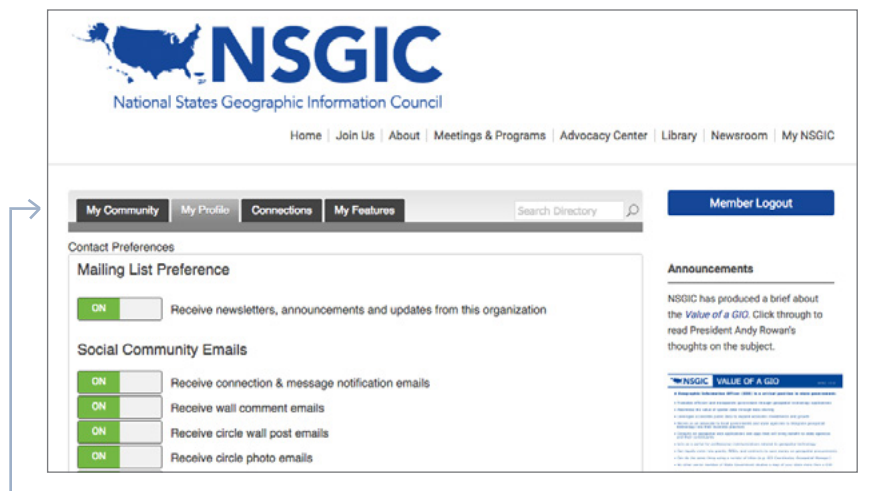 NSGIC
National States Geographic Information Council
Home | Join Us | About | Meetings & Programs | Advocacy Center | Library | Newsroom | My NSGIC
My Community My Profile Connections My Features Search Directory
Member Logout
Contact Preferences
Mailing List Preference
ON Receive newsletters, announcements and updates from this organization
Social Community Emails
ON Receive connection & message notification emails
ON Receive wall comment emails
ON Receive circle wall post emails
ON Receive circle photo emails
Announcements
NSGIC has produced a brief about
the Value of a GIO. Click through to
read President Andy Rowan's
thoughts on the subject.
NSGIC VALUE OF A GIO